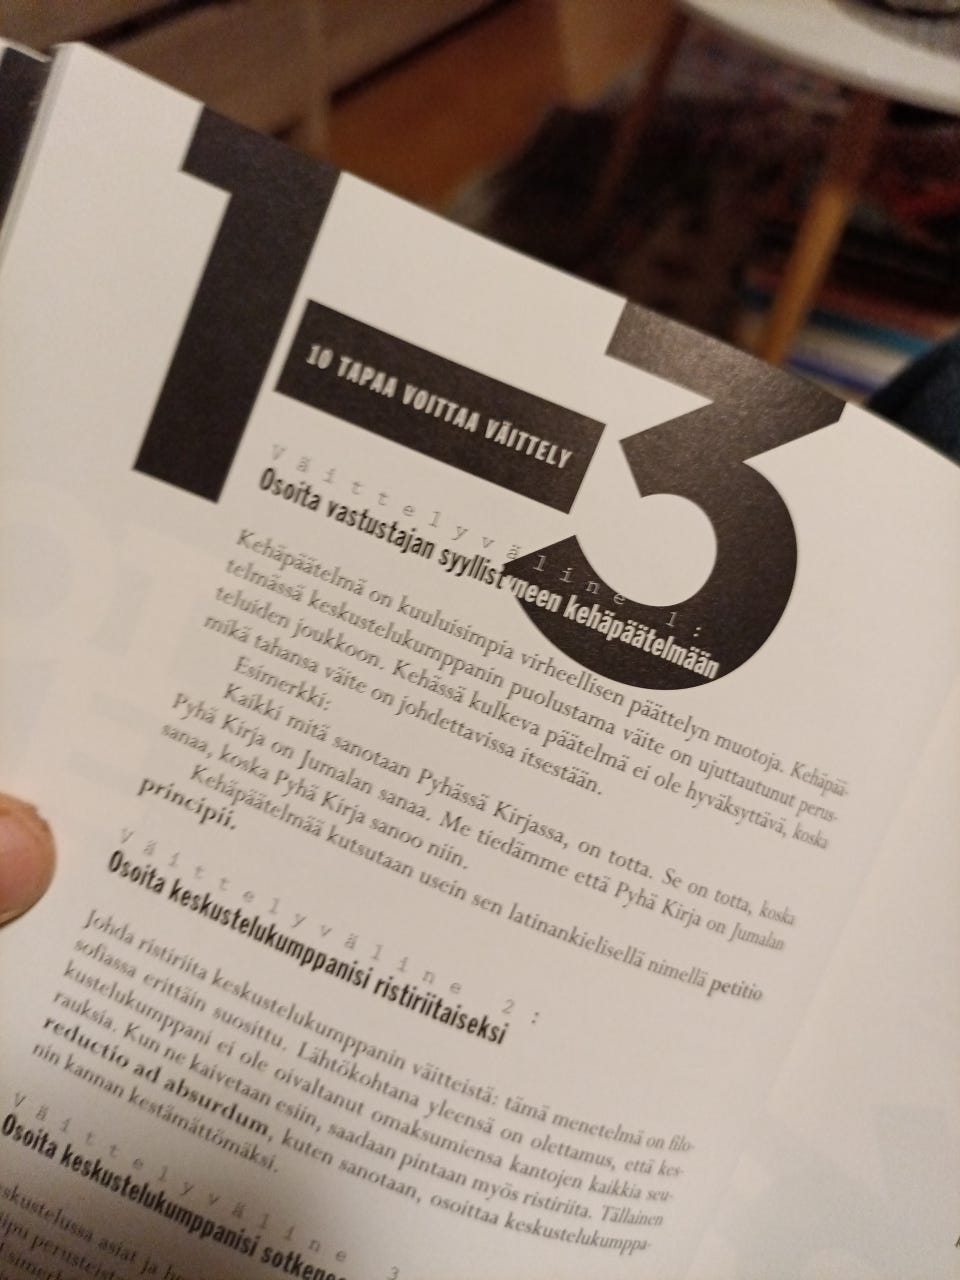 1–3
10 TAPAA VOITTAA VÄITTELY
Väittelyväline 1:
Osoita vastustajan syyllistyneen kehäpäätelmään
Kehäpäätelmä on kuuluisimpia virheellisen päättelyn muotoja. Kehäpää-
telmässä keskustelukumppanin puolustama väite on ujuttautunut perus-
teluiden joukkoon. Kehässä kulkeva päätelmä ei ole hyväksyttävä, koska
mikä tahansa väite on johdettavissa itsestään.
Esimerkki:
Kaikki mitä sanotaan Pyhässä Kirjassa, on totta. Se on totta, koska
Pyhä Kirja on Jumalan sanaa. Me tiedämme että Pyhä Kirja on Jumalan
sanaa, koska Pyhä Kirja sanoo niin.
Kehäpäätelmää kutsutaan usein sen latinankielisellä nimellä petitio
principii.
Väittelyväline 2:
Osoita keskustelukumppanisi ristiriitaiseksi
Johda ristiriita keskustelukumppanin väitteistä: tämä menetelmä on filo-
sofiassa erittäin suosittu. Lähtökohtana yleensä on olettamus, että kes-
kustelukumppani ei ole oivaltanut omaksumiensa kantojen kaikkia seu-
rauksia. Kun ne kaivetaan esiin, saadaan pintaan myös ristiriita. Tällainen
reductio ad absurdum, kuten sanotaan, osoittaa keskustelukumppa-
nin kannan kestämättömäksi.
Väittelyväline 3
Osoita keskustelukumppanisi
keskustelussa asiat ja